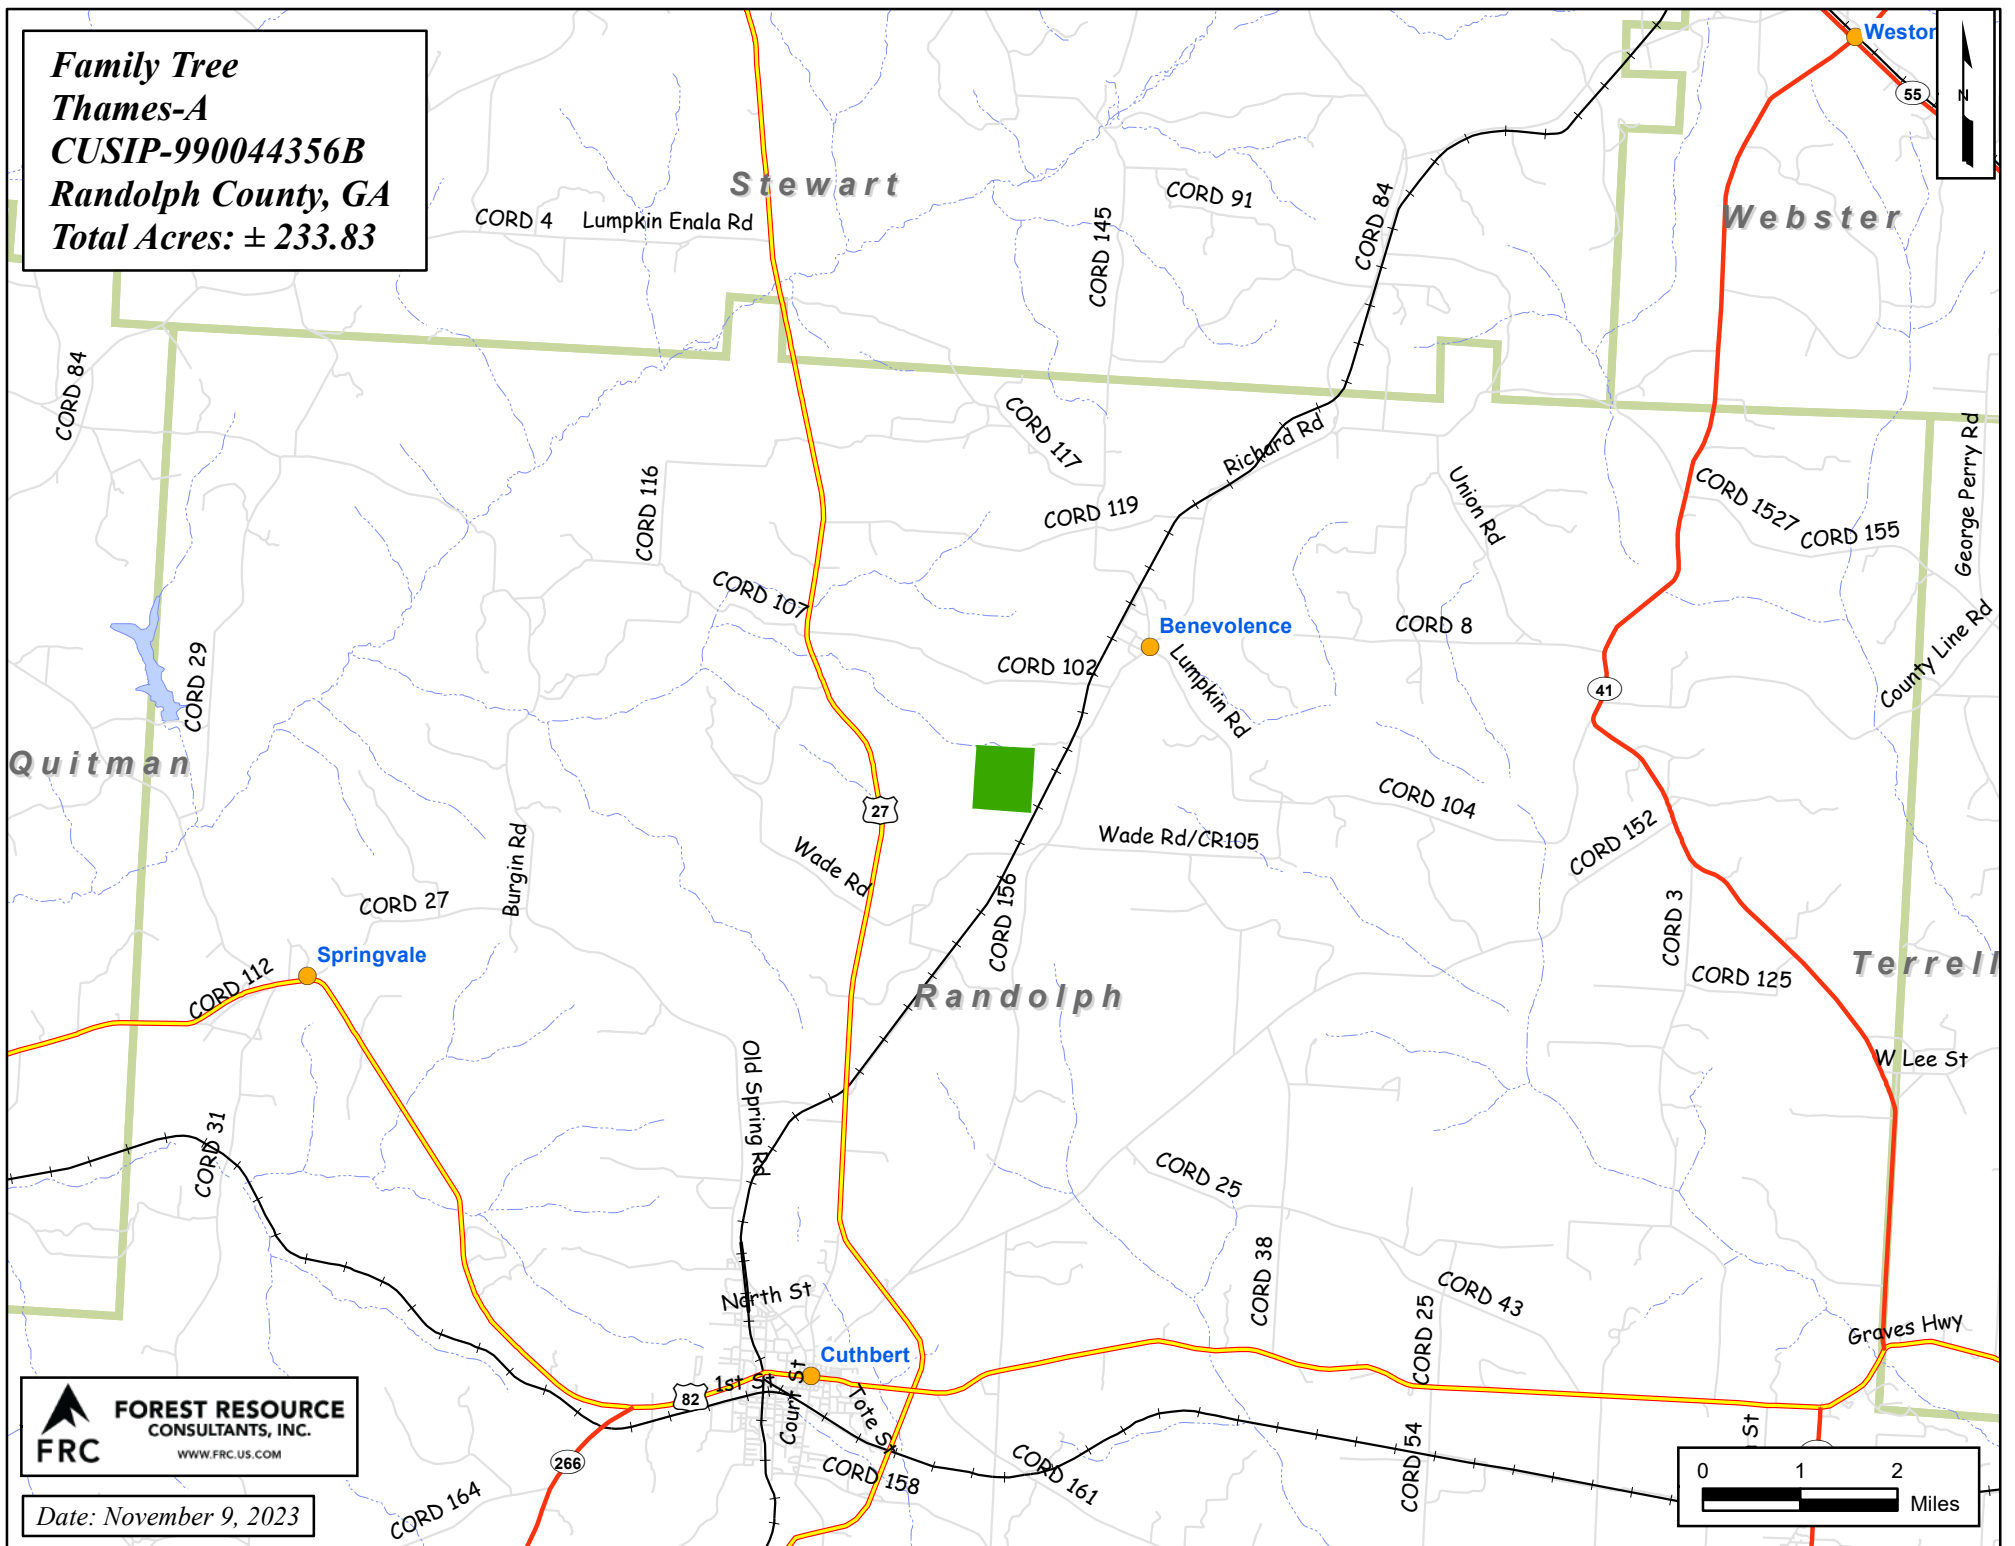 Family Tree
Thames-A
CUSIP-990044356B
Randolph County, GA
Total Acres: ± 233.83
Weston
55
N
Stewart
Webster
CORD 4
Lumpkin Enala Rd
CORD 91
CORD 145
CORD 84
CORD 84
CORD 117
Richard Rd
CORD 116
CORD 119
Union Rd
CORD 1527
CORD 155
George Perry Rd
CORD 107
Benevolence
CORD 8
County Line Rd
CORD 29
CORD 102
Lumpkin Rd
41
Quitman
27
CORD 104
Wade Rd
Wade Rd/CR105
CORD 152
Burgin Rd
CORD 27
CORD 156
CORD 3
Springvale
CORD 112
CORD 125
Terrell
Randolph
Old Spring Rd
W Lee St
CORD 31
CORD 25
CORD 38
North St
CORD 43
CORD 25
Graves Hwy
Cuthbert
1st St
82
Court St
Tote St
FRC
FOREST RESOURCE
CONSULTANTS, INC.
WWW.FRC.US.COM
266
CORD 158
CORD 161
CORD 54
St
CORD 164
0 1 2
Miles
Date: November 9, 2023